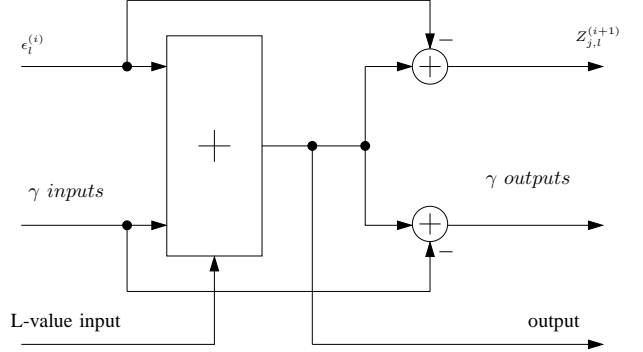 ϵ_l^{(i)}
Z_{j,l}^{(i+1)}
−
+
+
γ inputs
γ outputs
+
−
L-value input
output